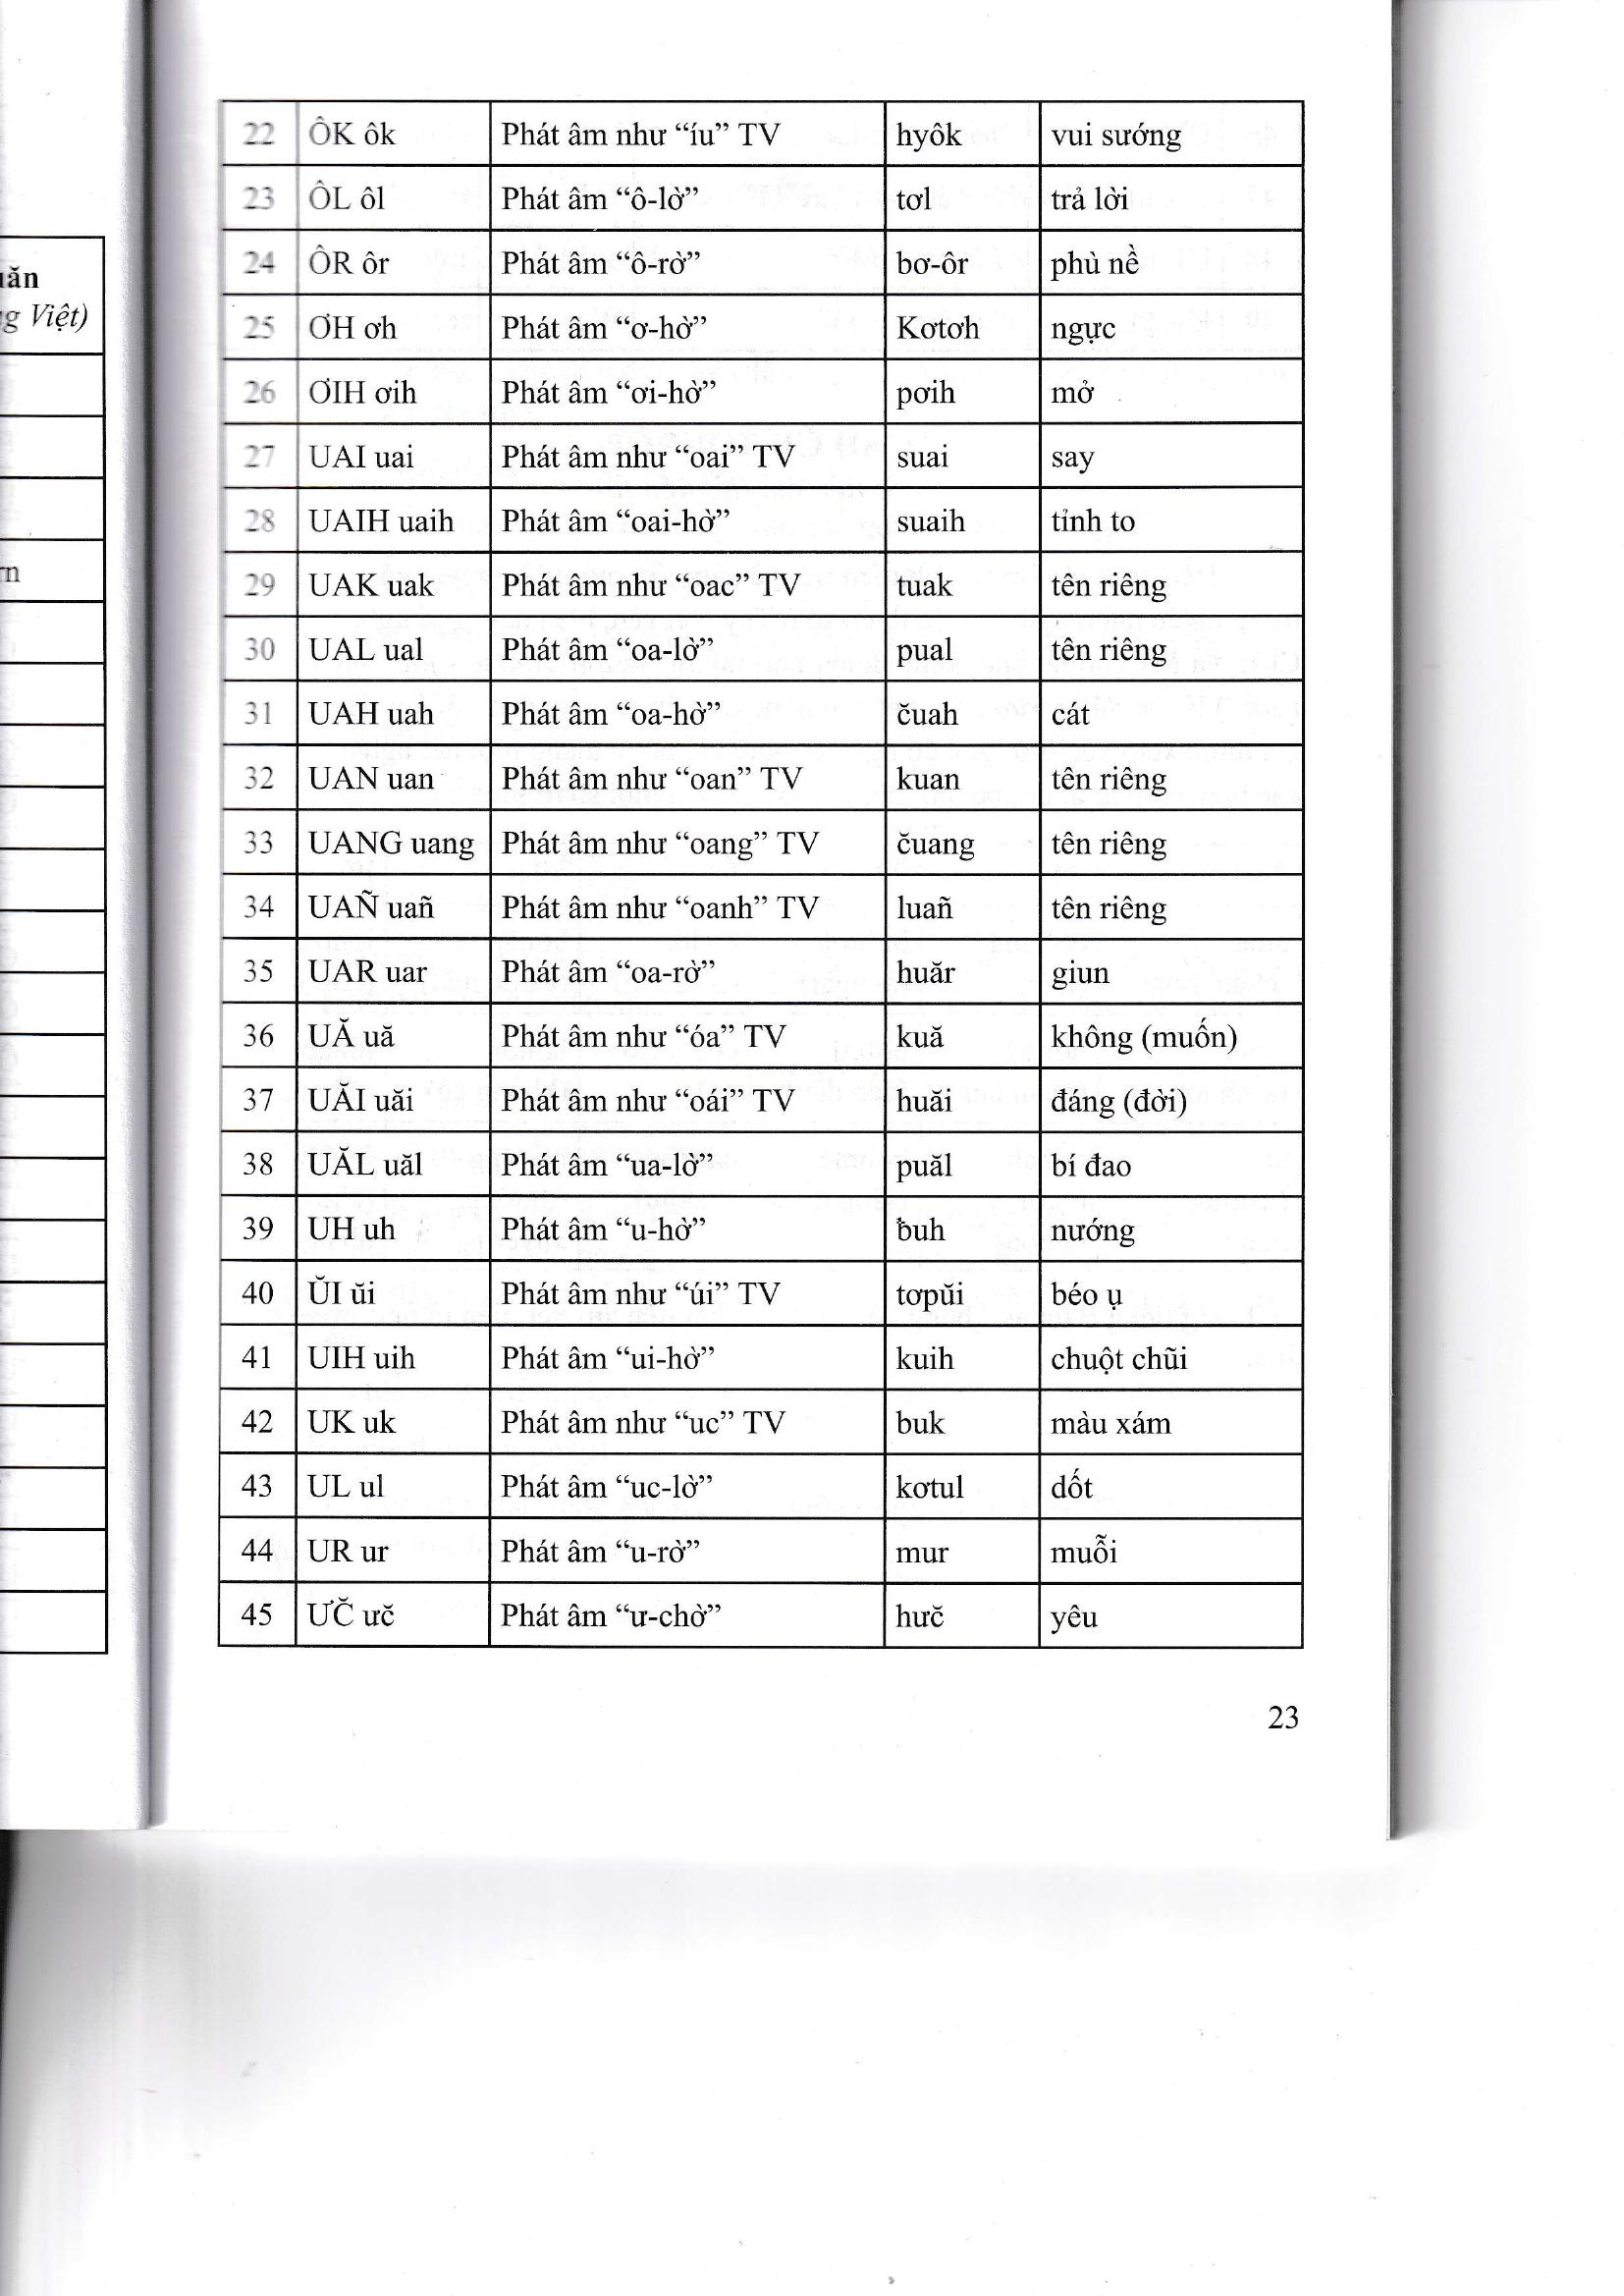 uẩn
g Việt)
22 ÔK ôk Phát âm như “íu” TV hyôk vui sướng
23 ÔL ôl Phát âm “ô-lờ” tơl trả lời
24 ÔR ôr Phát âm “ô-rờ” bơ-ôr phù nề
25 ƠH ơh Phát âm “ơ-hờ” Kơtơh ngực
26 ƠIH ơih Phát âm “ơi-hờ” pơih mở
27 UAI uai Phát âm như “oai” TV suai say
28 UAIH uaih Phát âm “oai-hờ” suaih tỉnh to
29 UAK uak Phát âm như “oac” TV tuak tên riêng
30 UAL ual Phát âm “oa-lờ” pual tên riêng
31 UAH uah Phát âm “oa-hờ” čuah cát
32 UAN uan Phát âm như “oan” TV kuan tên riêng
33 UANG uang Phát âm như “oang” TV čuang tên riêng
34 UAÑ uañ Phát âm như “oanh” TV luañ tên riêng
35 UAR uar Phát âm “oa-rờ” huăr giun
36 UĂ uă Phát âm như “óa” TV kuă không (muốn)
37 UĂI uăi Phát âm như “oái” TV huăi đáng (đời)
38 UĂL uăl Phát âm “ua-lờ” puăl bí đao
39 UH uh Phát âm “u-hờ” ƀuh nướng
40 ŬI ŭi Phát âm như “úi” TV tơpŭi béo ụ
41 UIH uih Phát âm “ui-hờ” kuih chuột chũi
42 UK uk Phát âm như “uc” TV buk màu xám
43 UL ul Phát âm “uc-lờ” kơtul dốt
44 UR ur Phát âm “u-rờ” mur muỗi
45 ƯČ ưč Phát âm “ư-chờ” hưč yêu
23